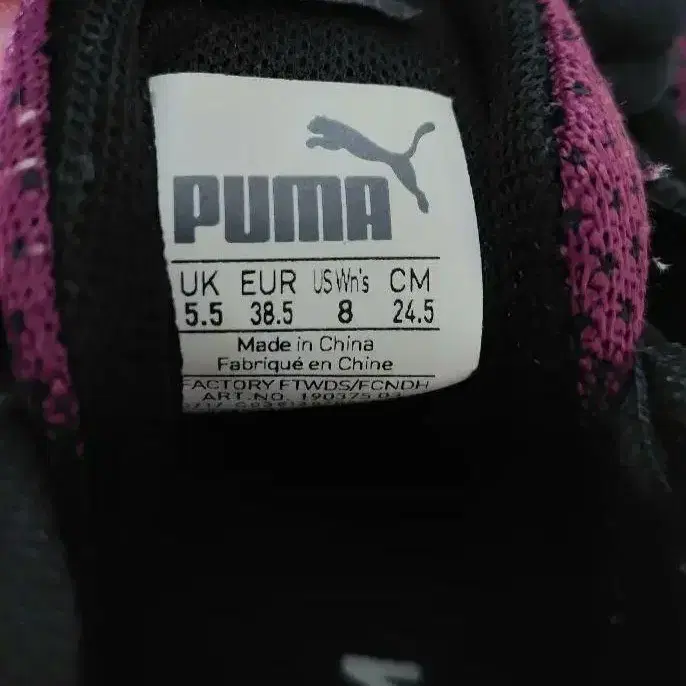 PUMA
UK EUR US Wn's CM
5.5 38.5 8 24.5
Made in China
Fabriqué en Chine
FACTORY FTWDS/FCNDH
ART.NO. 190375 03